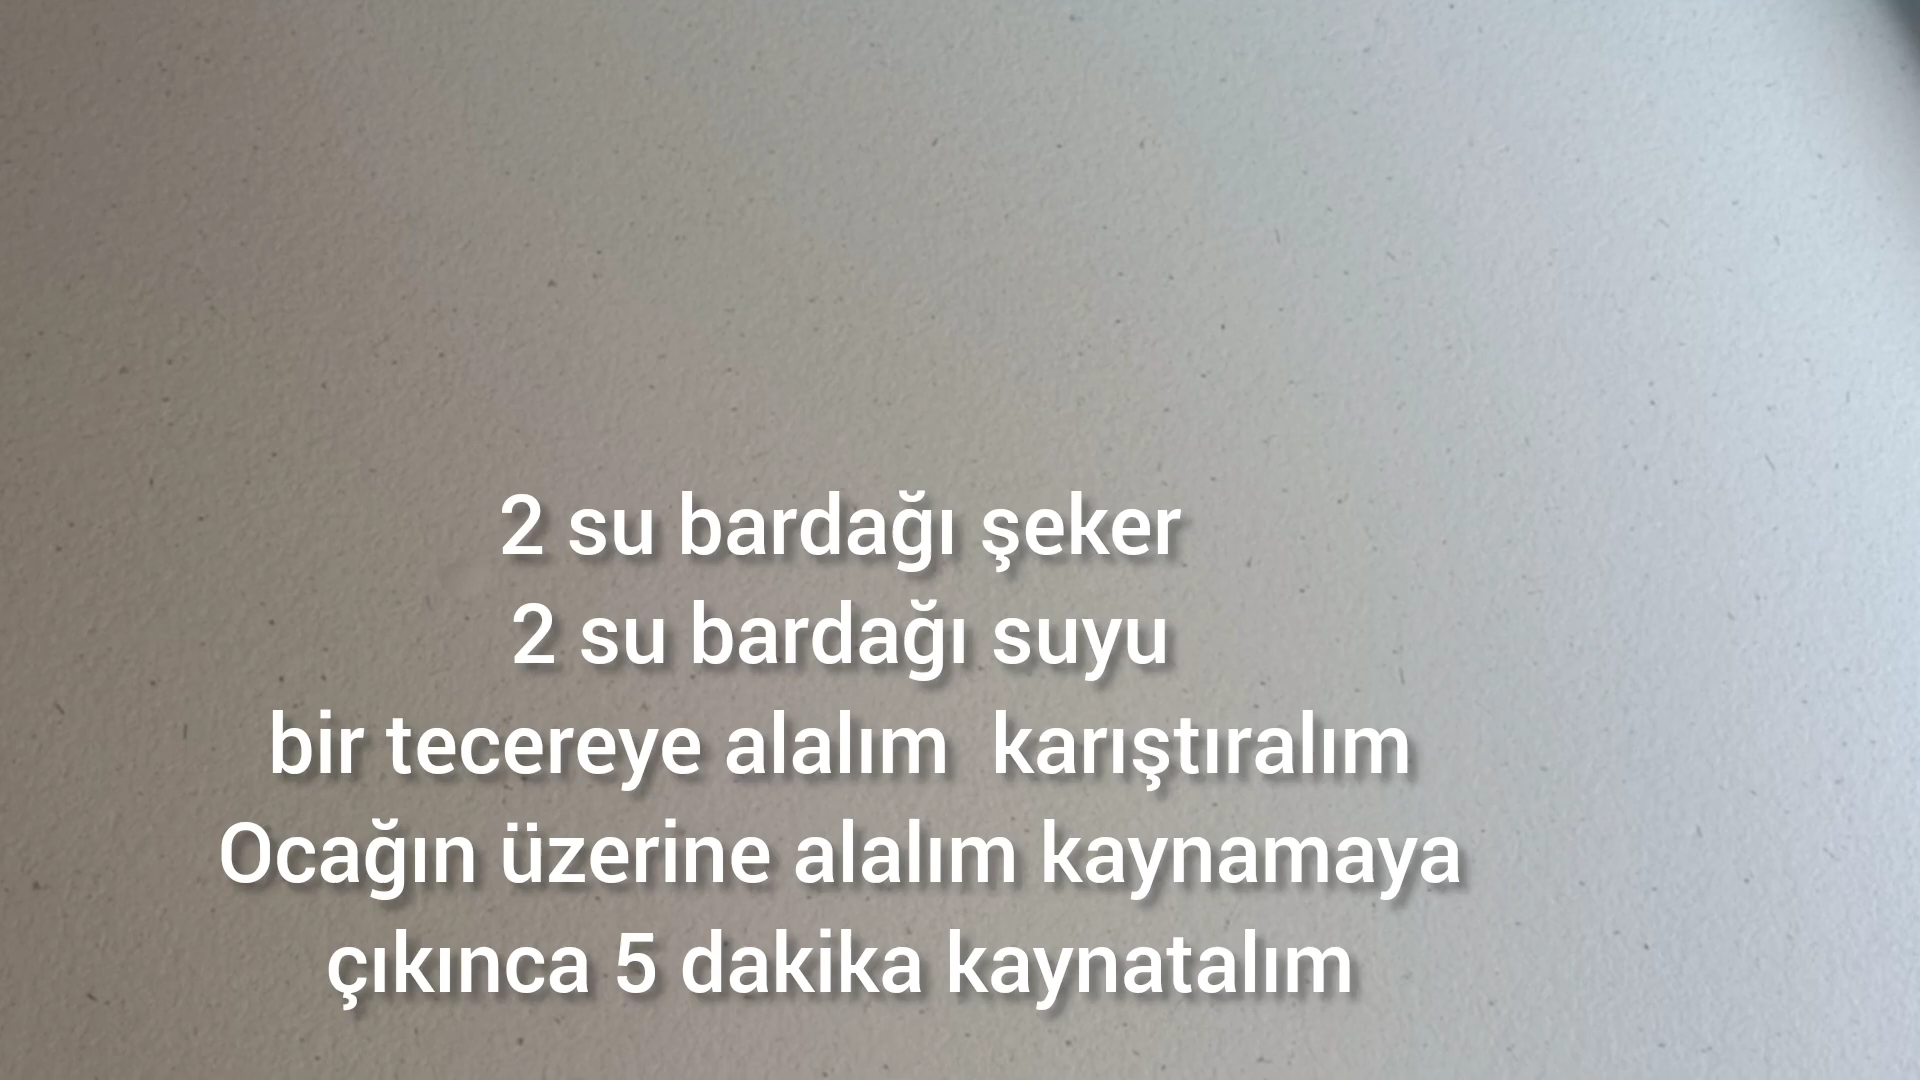 2 su bardağı şeker
2 su bardağı suyu
bir tecereye alalım karıştıralım
Ocağın üzerine alalım kaynamaya
çıkınca 5 dakika kaynatalım